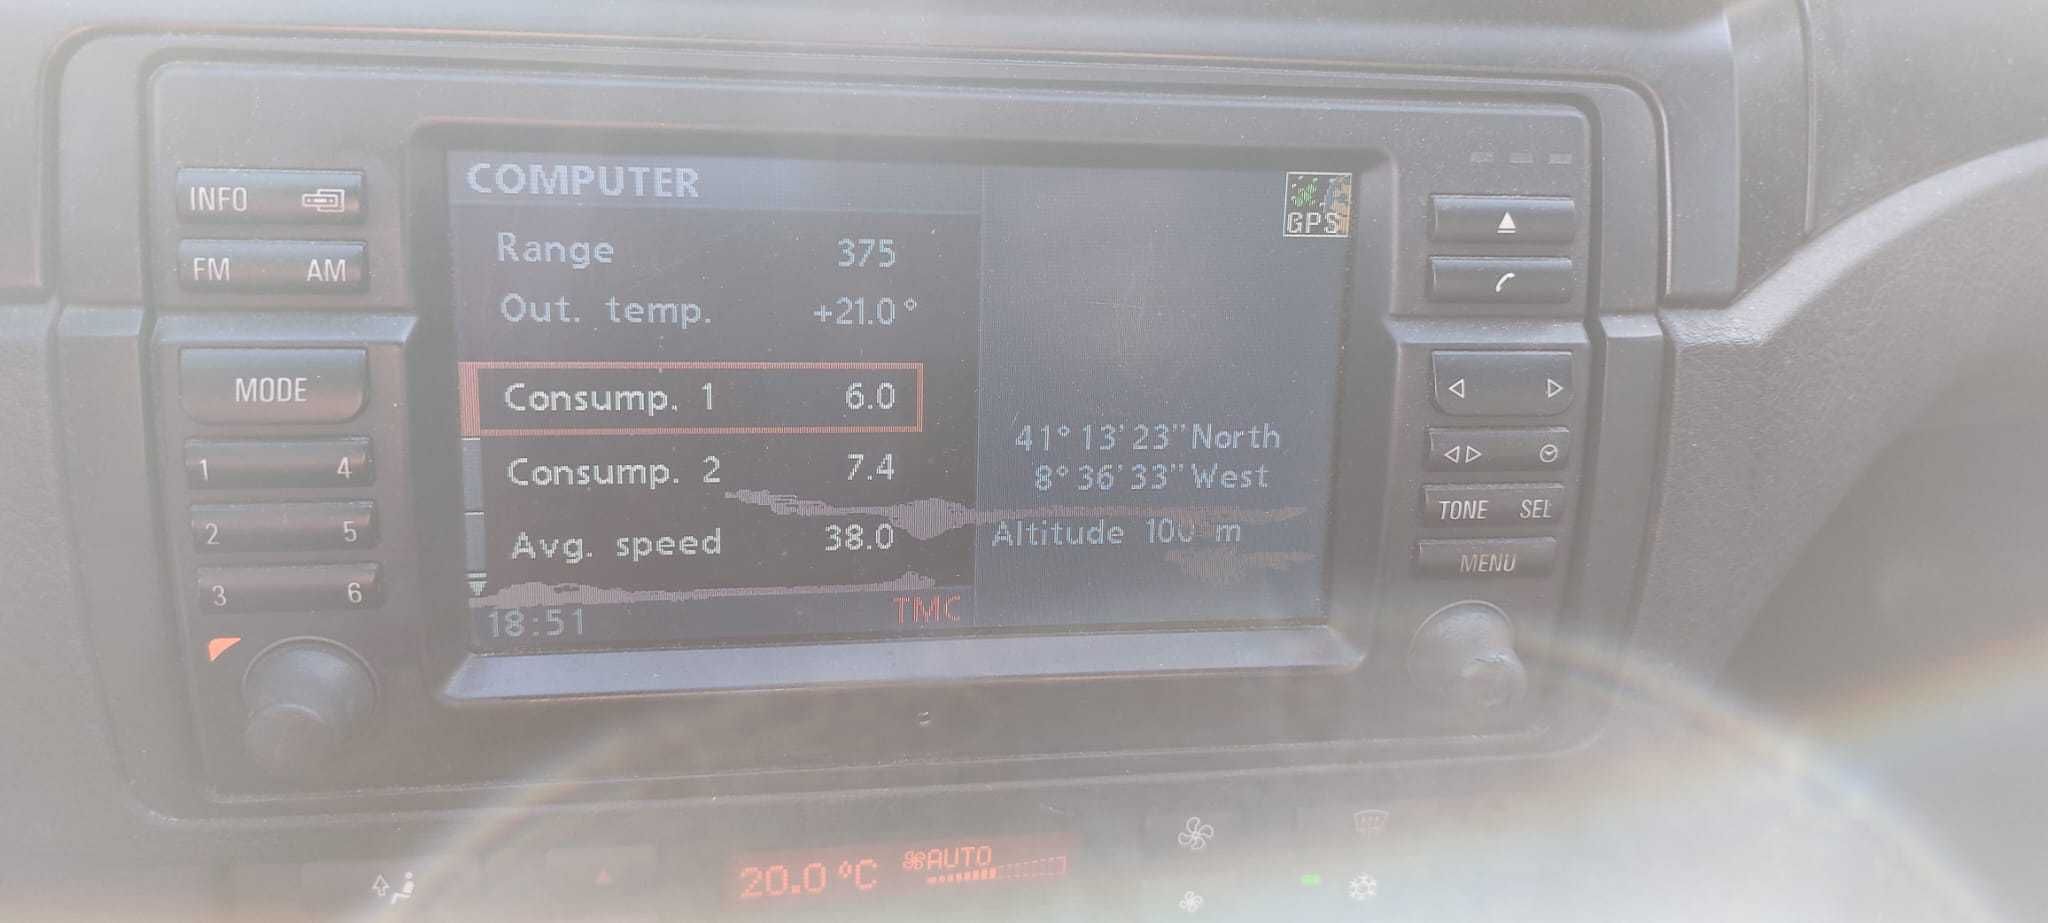 INFO
FM AM
MODE
1 4
2 5
3 6
COMPUTER
Range 375
Out. temp. +21.0°
Consump. 1 6.0
Consump. 2 7.4
Avg. speed 38.0
18:51 TMC
GPS
41°13'23"North
8°36'33"West
Altitude 100 m
TONE SEL
MENU
20.0°C AUTO